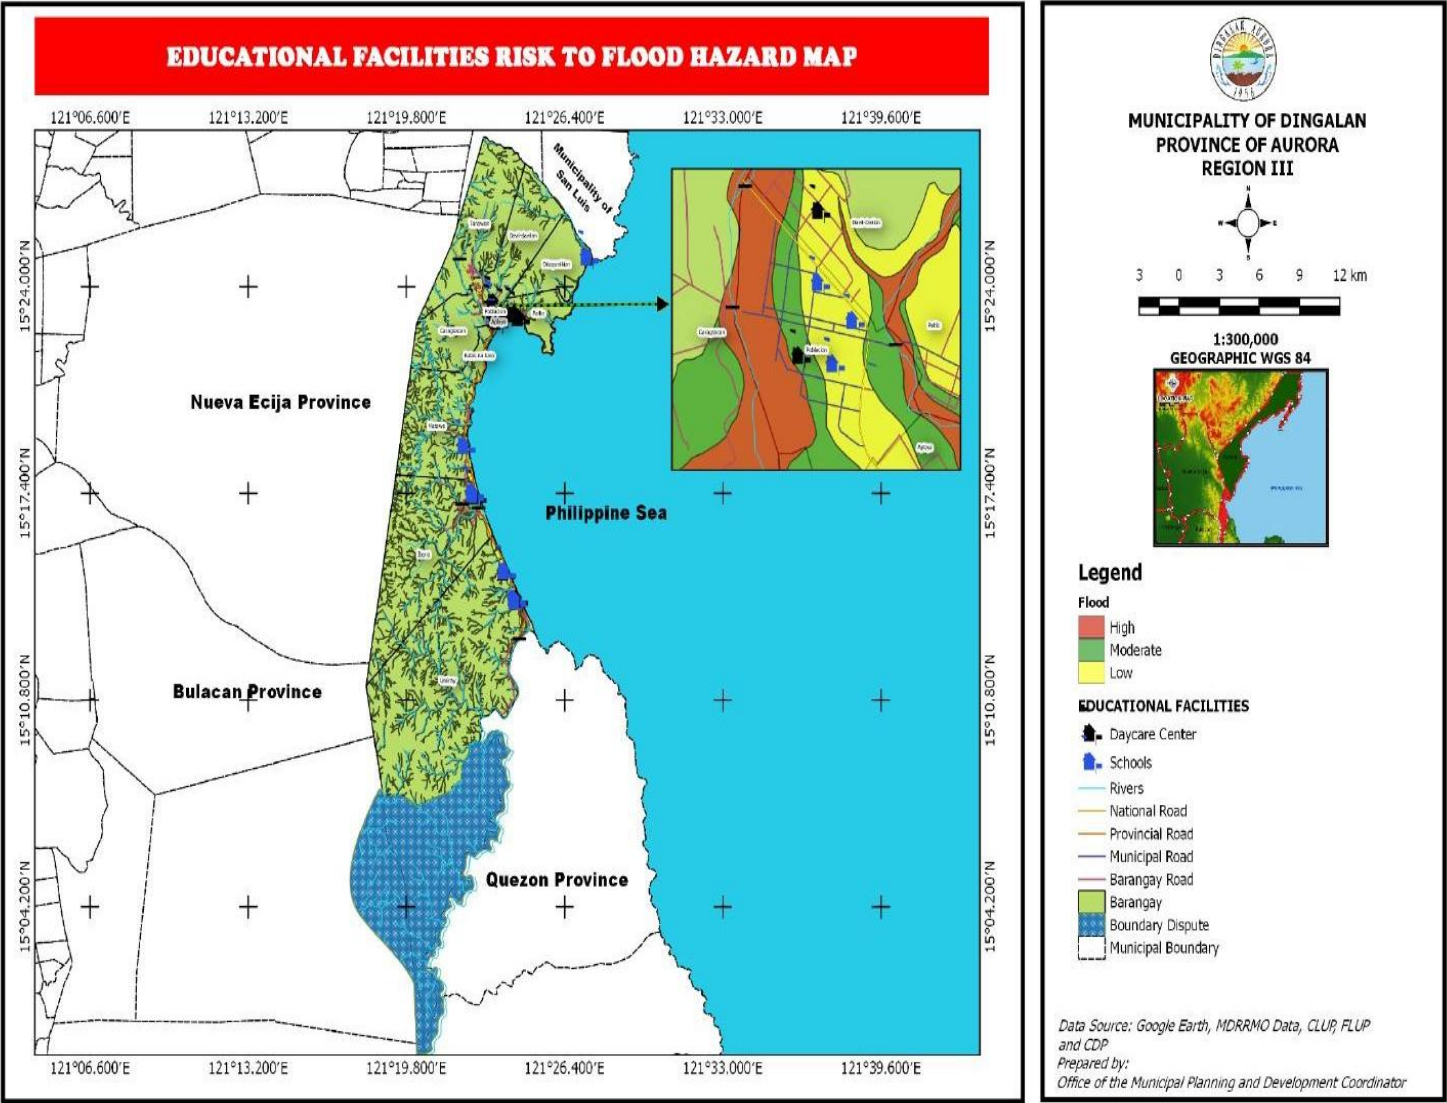 EDUCATIONAL FACILITIES RISK TO FLOOD HAZARD MAP
121°06.600'E 121°13.200'E 121°19.800'E 121°26.400'E 121°33.000'E 121°39.600'E
15°24.000'N
15°17.400'N
15°10.800'N
15°04.200'N
Municipality of
San Luis
Nueva Ecija Province
Philippine Sea
Bulacan Province
Quezon Province
Caragsacan
Poblacion
Paltic
Aplaya
15°24.000'N
15°17.400'N
15°10.800'N
15°04.200'N
121°06.600'E 121°13.200'E 121°19.800'E 121°26.400'E 121°33.000'E 121°39.600'E
DINGALAN AURORA
1956
MUNICIPALITY OF DINGALAN
PROVINCE OF AURORA
REGION III
N
W E
S
3 0 3 6 9 12 km
1:300,000
GEOGRAPHIC WGS 84
Legend
Flood
High
Moderate
Low
EDUCATIONAL FACILITIES
Daycare Center
Schools
Rivers
National Road
Provincial Road
Municipal Road
Barangay Road
Barangay
Boundary Dispute
Municipal Boundary
Data Source: Google Earth, MDRRMO Data, CLUP, FLUP
and CDP
Prepared by:
Office of the Municipal Planning and Development Coordinator